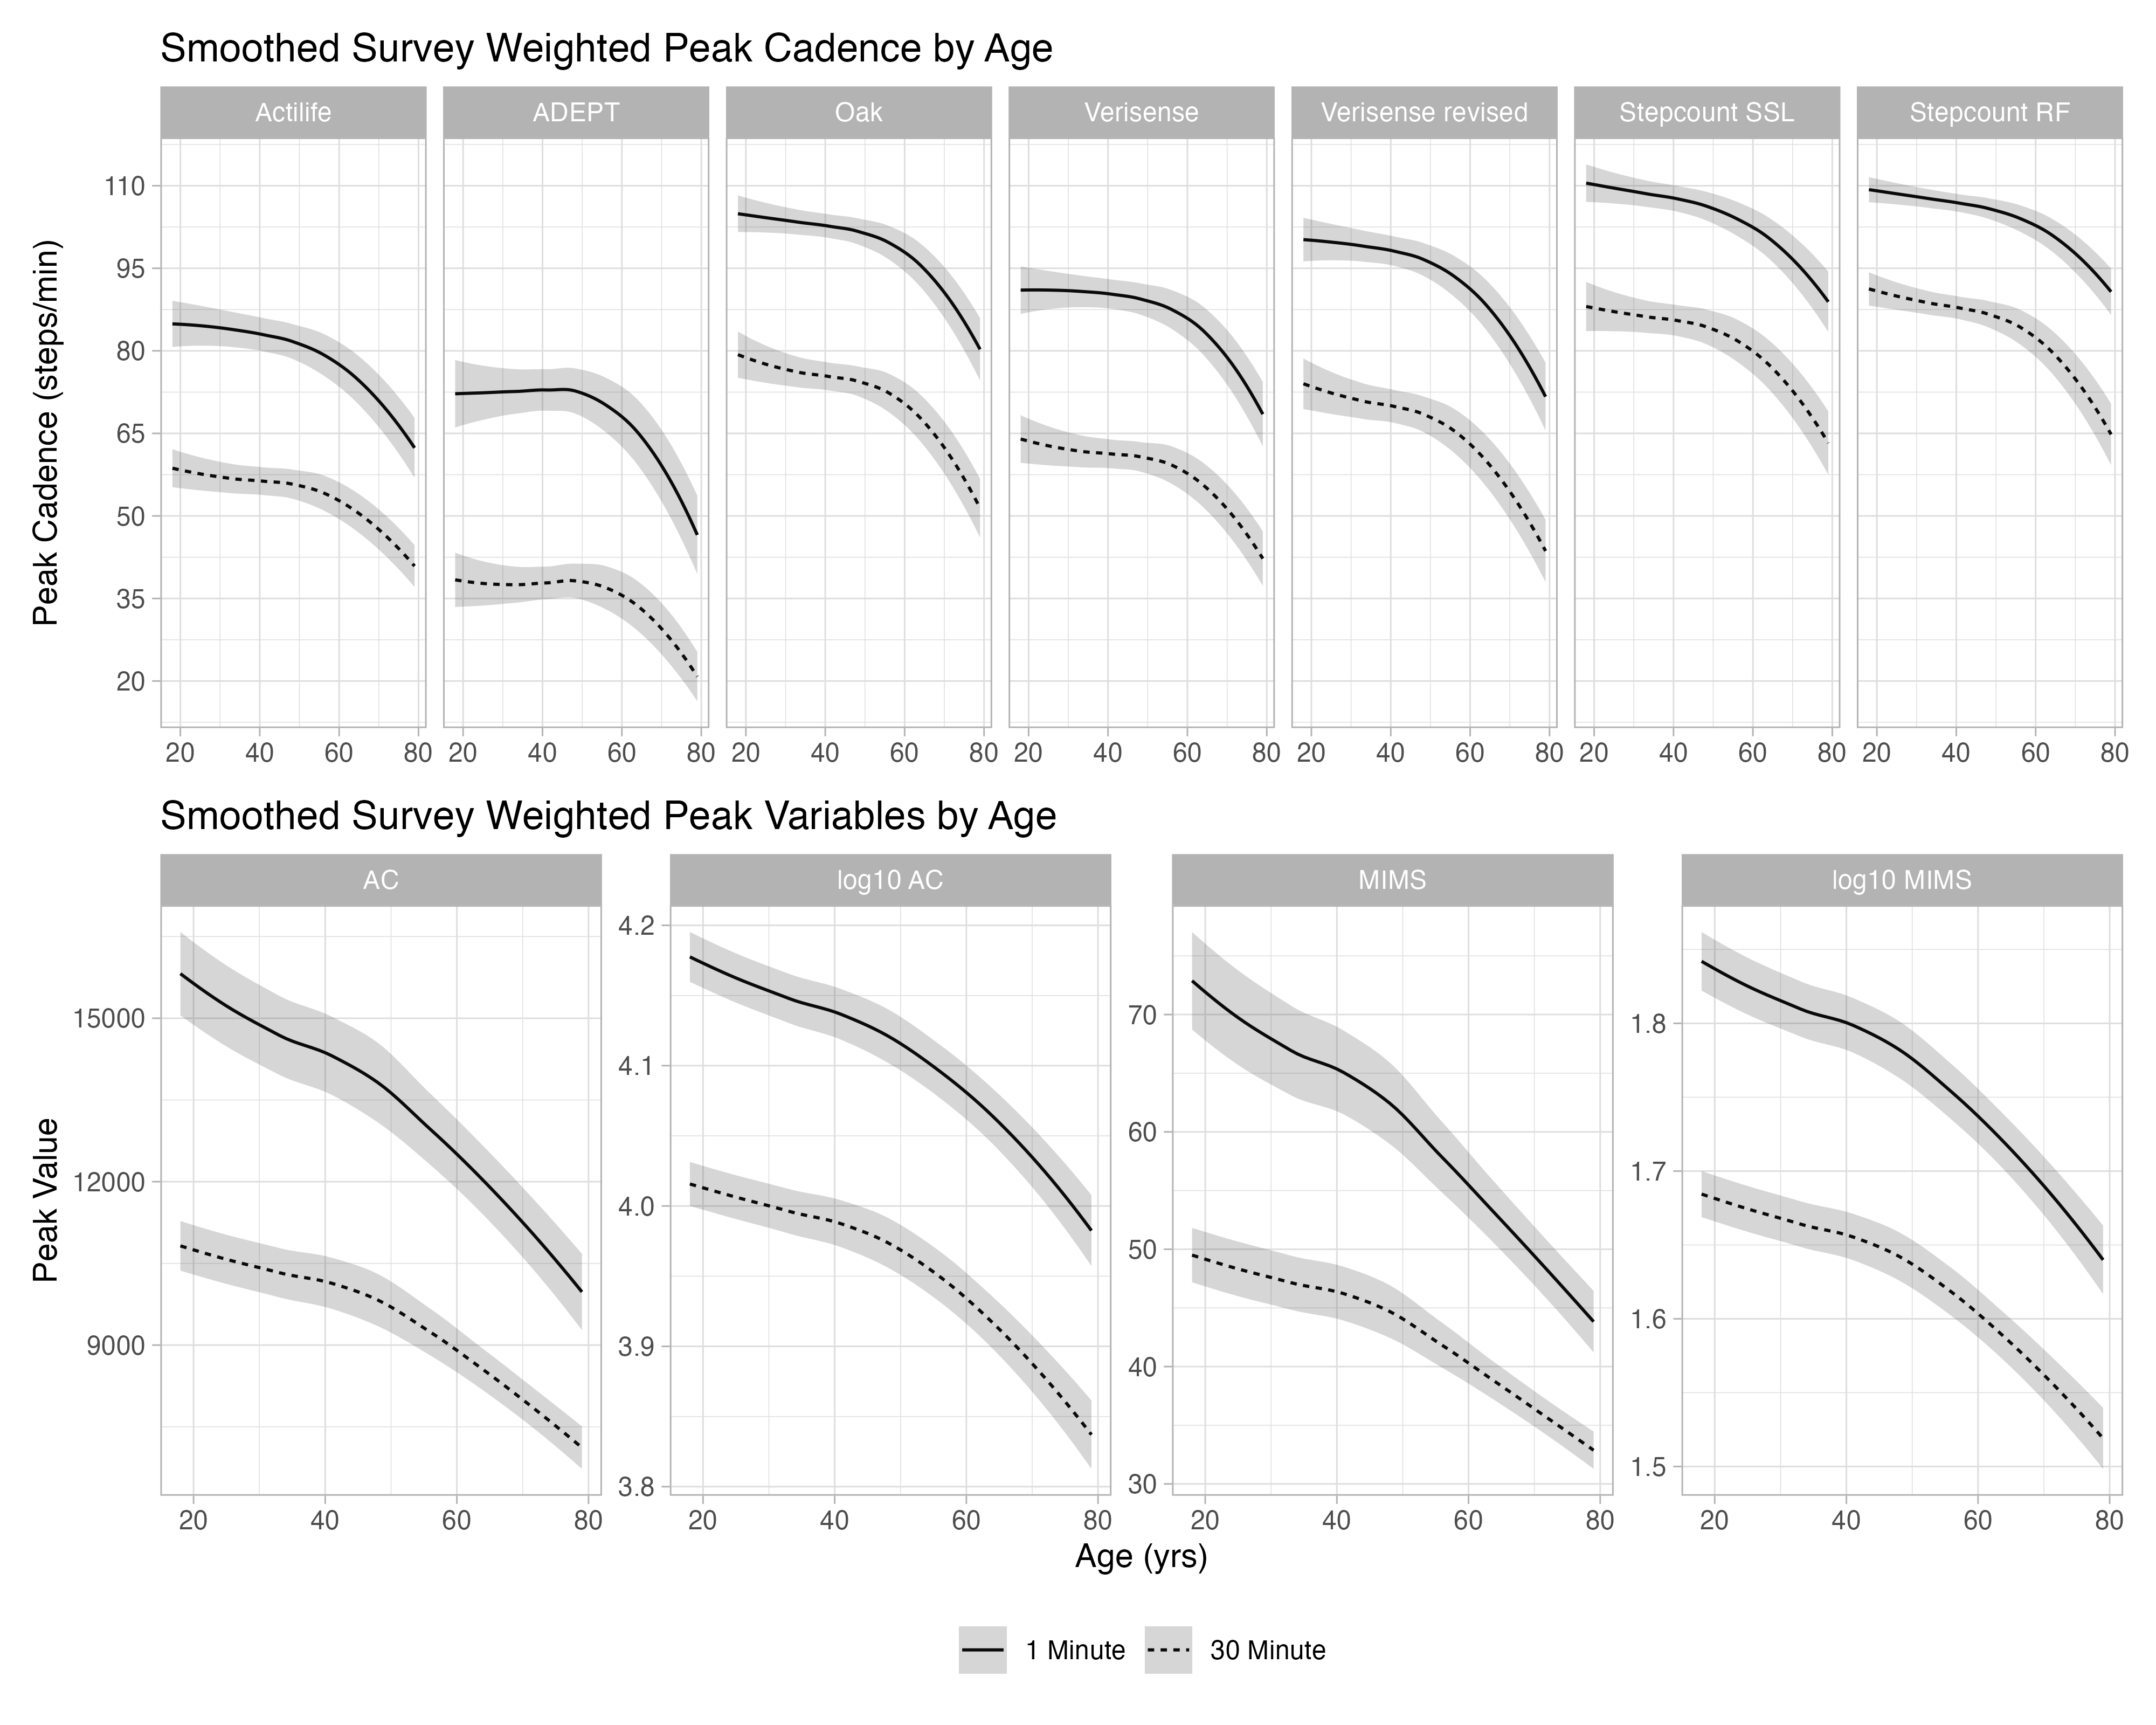 Smoothed Survey Weighted Peak Cadence by Age
Actilife ADEPT Oak Verisense Verisense revised Stepcount SSL Stepcount RF
Peak Cadence (steps/min)
110
95
80
65
50
35
20
20 40 60 80 20 40 60 80 20 40 60 80 20 40 60 80 20 40 60 80 20 40 60 80 20 40 60 80
Smoothed Survey Weighted Peak Variables by Age
AC log10 AC MIMS log10 MIMS
Peak Value
15000
12000
9000
4.2
4.1
4.0
3.9
3.8
70
60
50
40
30
1.8
1.7
1.6
1.5
20 40 60 80 20 40 60 80 20 40 60 80 20 40 60 80
Age (yrs)
1 Minute 30 Minute